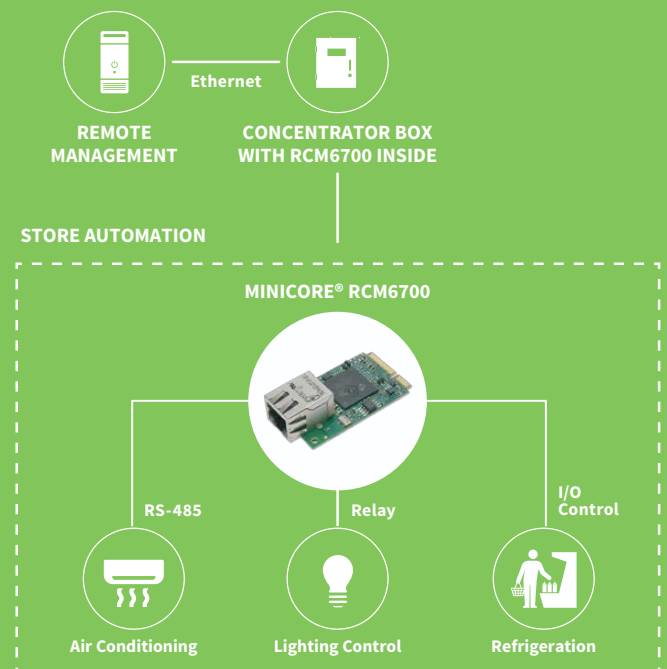 Ethernet
REMOTE
MANAGEMENT
CONCENTRATOR BOX
WITH RCM6700 INSIDE
STORE AUTOMATION
MINICORE® RCM6700
RS-485
Relay
I/O
Control
Air Conditioning
Lighting Control
Refrigeration